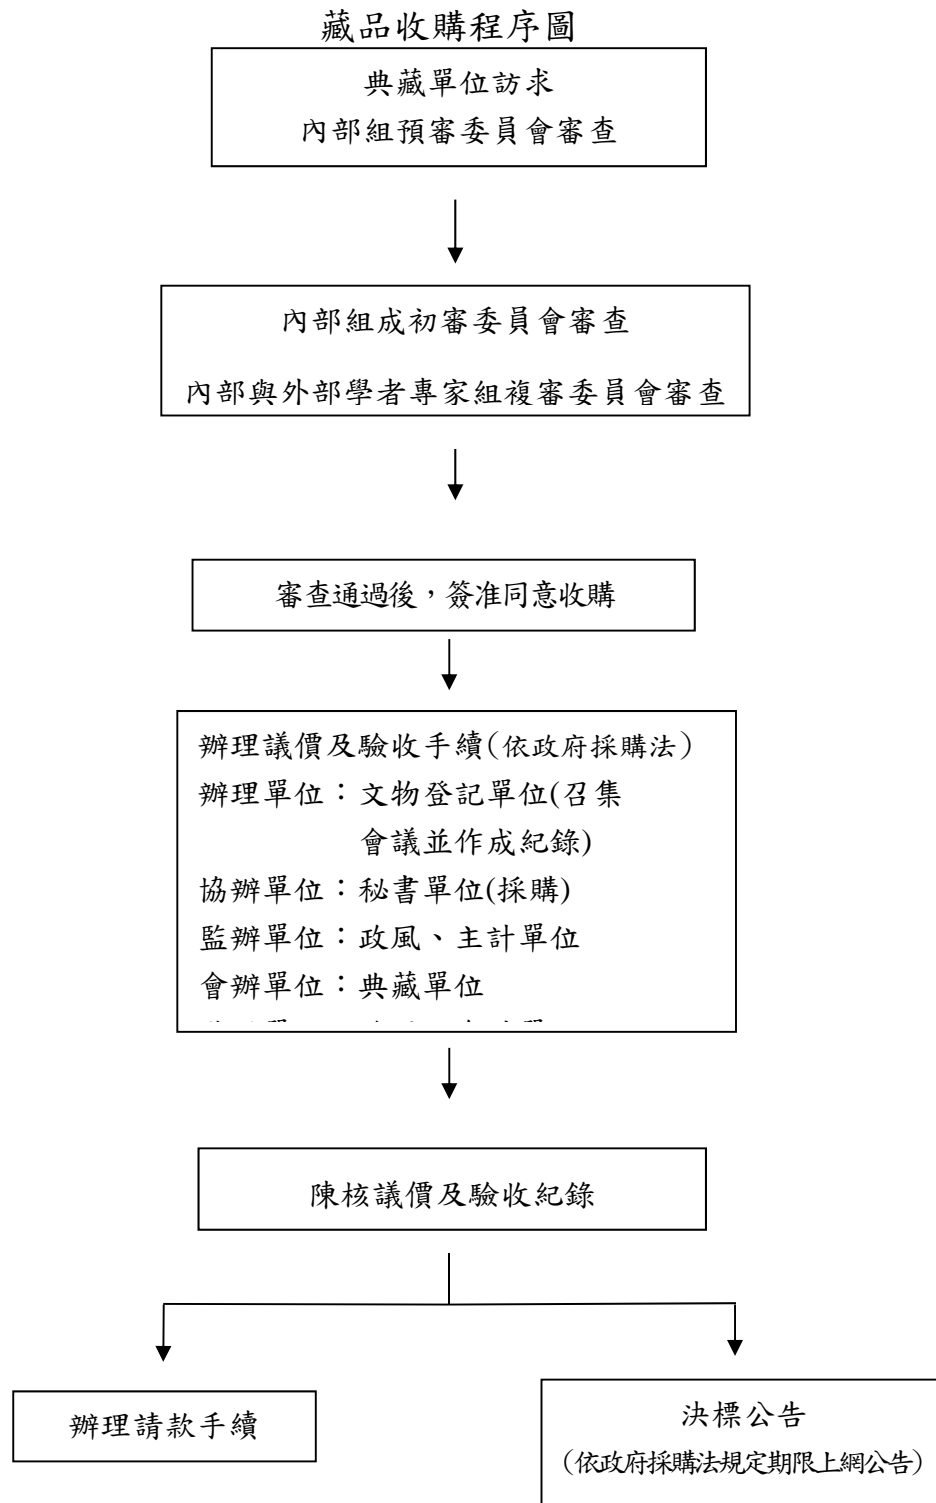 藏品收購程序圖
典藏單位訪求
內部組預審委員會審查
內部組成初審委員會審查
內部與外部學者專家組複審委員會審查
審查通過後，簽准同意收購
辦理議價及驗收手續(依政府採購法)
辦理單位：文物登記單位(召集
會議並作成紀錄)
協辦單位：秘書單位(採購)
監辦單位：政風、主計單位
會辦單位：典藏單位
陳核議價及驗收紀錄
辦理請款手續
決標公告
(依政府採購法規定期限上網公告)